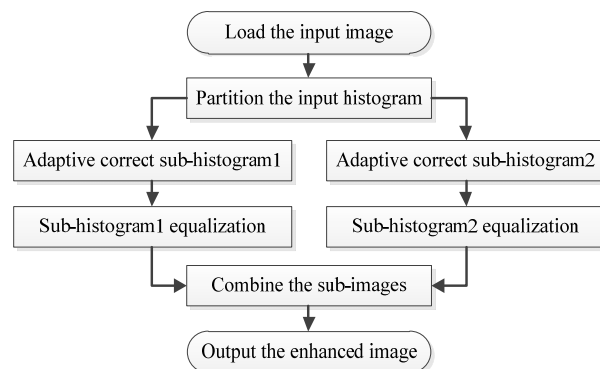 Load the input image
Partition the input histogram
Adaptive correct sub-histogram1
Adaptive correct sub-histogram2
Sub-histogram1 equalization
Sub-histogram2 equalization
Combine the sub-images
Output the enhanced image